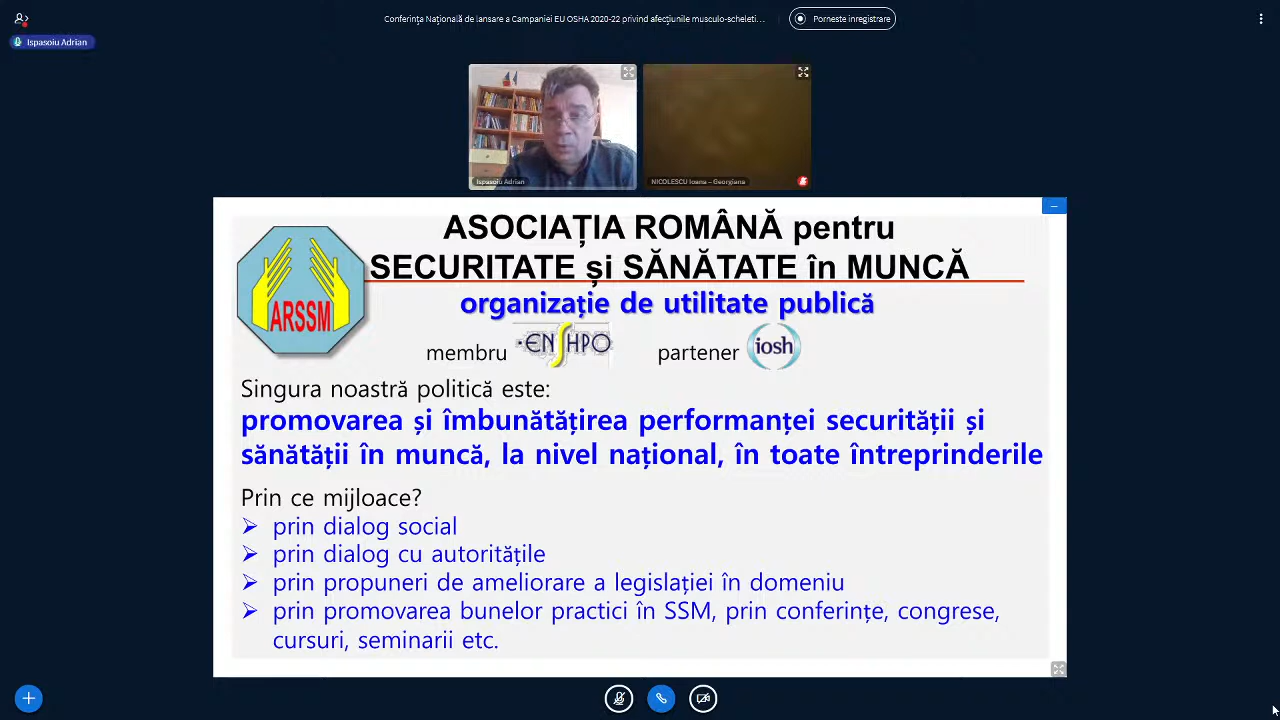 Conferința Națională de lansare a Campaniei EU OSHA 2020-22 privind afecțiunile musculo-scheleti...
Porneste inregistrare
Ispasoiu Adrian
Ispasoiu Adrian
NICOLESCU Ioana – Georgiana
ASOCIAȚIA ROMÂNĂ pentru
SECURITATE și SĂNĂTATE în MUNCĂ
organizație de utilitate publică
ARSSM
membru ENSHPO partener iosh
Singura noastră politică este:
promovarea și îmbunătățirea performanței securității și
sănătății în muncă, la nivel național, în toate întreprinderile
Prin ce mijloace?
prin dialog social
prin dialog cu autoritățile
prin propuneri de ameliorare a legislației în domeniu
prin promovarea bunelor practici în SSM, prin conferințe, congrese,
cursuri, seminarii etc.